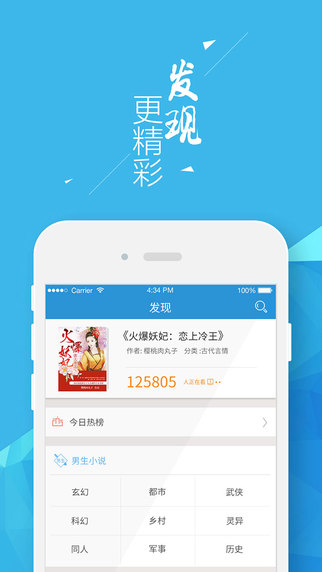 发现
更精彩
Carrier
4:34 PM
100%
发现
火爆
妖妃
《火爆妖妃：恋上冷王》
作者：樱桃肉丸子 分类：古代言情
125805 人正在看
今日热榜
男生小说
玄幻 都市 武侠
科幻 乡村 灵异
同人 军事 历史